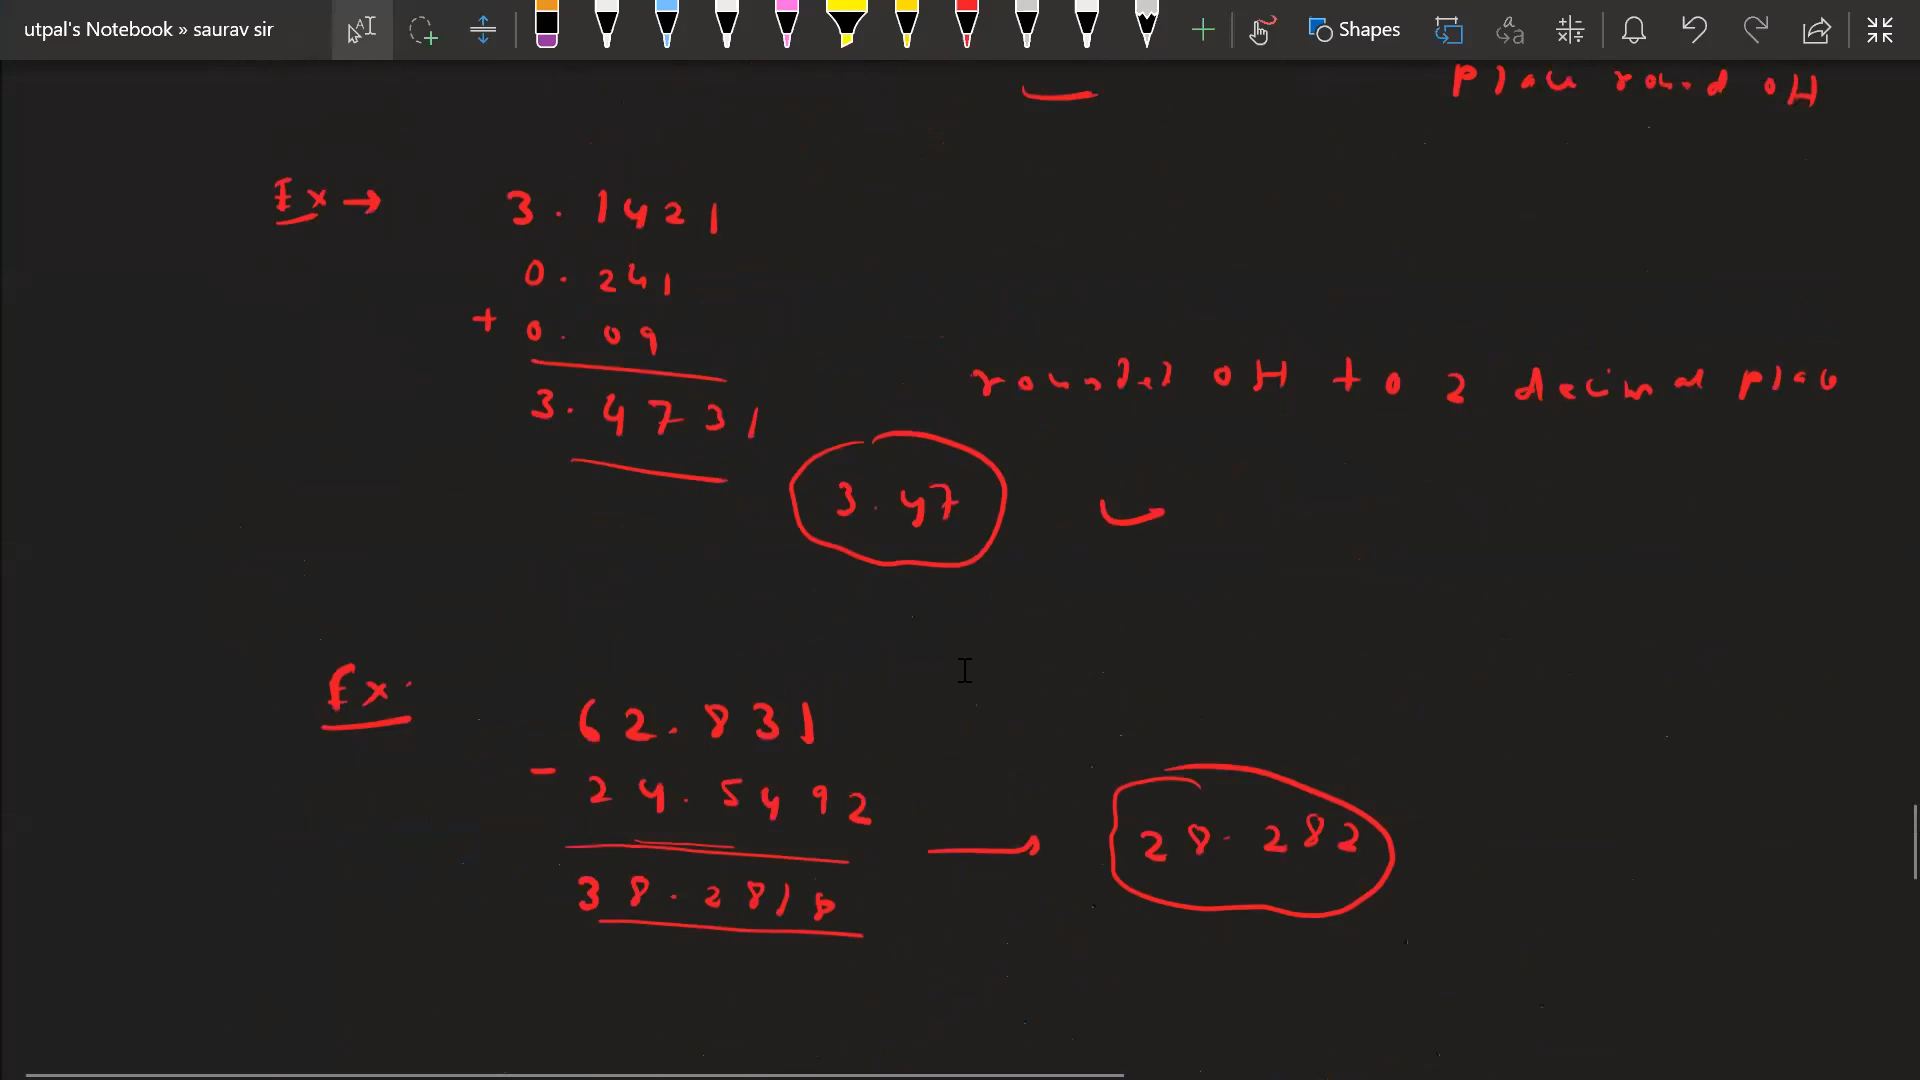 utpal's Notebook » saurav sir
Shapes
place round off
Ex →
3.1421
0.241
+ 0.09
3.4731
rounded off to 2 decimal place
3.47
Ex.
62.831
- 24.5492
38.2818
28.282